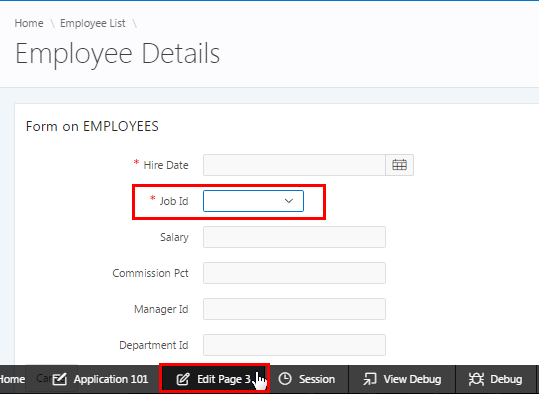 Home \ Employee List \
Employee Details
Form on EMPLOYEES
* Hire Date
* Job Id
Salary
Commission Pct
Manager Id
Department Id
Home Application 101 Edit Page 3 Session View Debug Debug